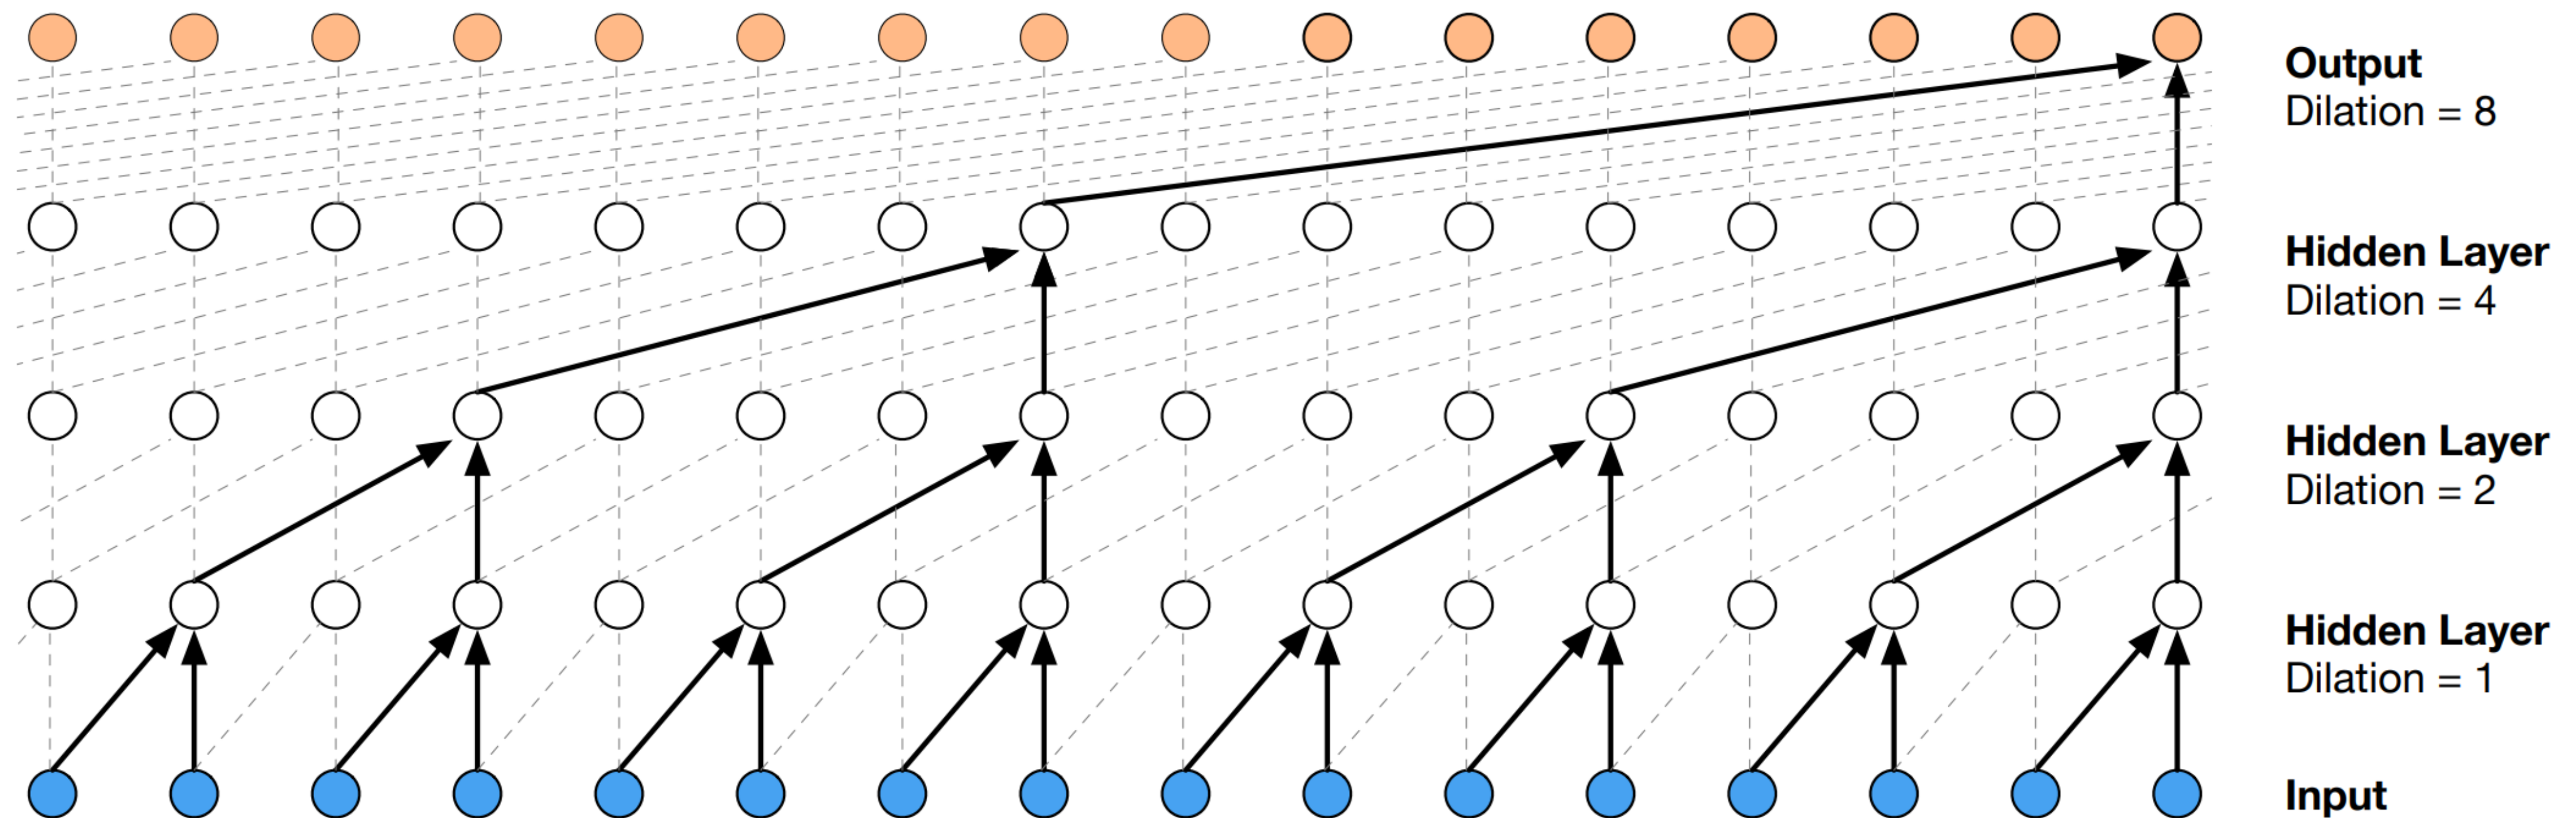 Output
Dilation = 8
Hidden Layer
Dilation = 4
Hidden Layer
Dilation = 2
Hidden Layer
Dilation = 1
Input